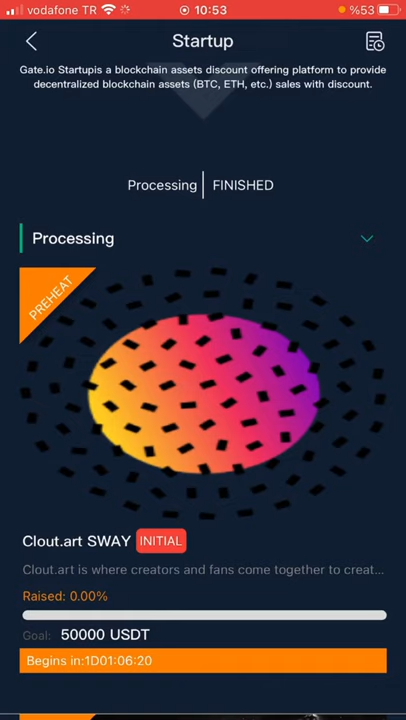 vodafone TR 10:53 %53
Startup
Gate.io Startupis a blockchain assets discount offering platform to provide
decentralized blockchain assets (BTC, ETH, etc.) sales with discount.
Processing FINISHED
Processing
PREHEAT
Clout.art SWAY INITIAL
Clout.art is where creators and fans come together to creat...
Raised: 0.00%
Goal: 50000 USDT
Begins in:1D01:06:20